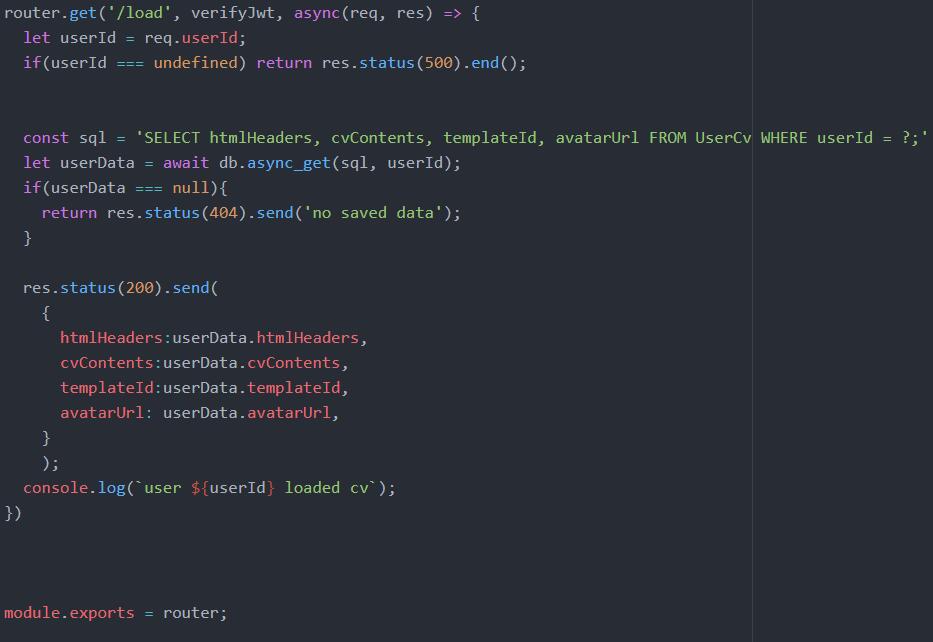 router.get('/load', verifyJwt, async(req, res) => {
  let userId = req.userId;
  if(userId === undefined) return res.status(500).end();
  const sql = 'SELECT htmlHeaders, cvContents, templateId, avatarUrl FROM UserCv WHERE userId = ?;'
  let userData = await db.async_get(sql, userId);
  if(userData === null){
    return res.status(404).send('no saved data');
  }
  res.status(200).send(
    {
      htmlHeaders:userData.htmlHeaders,
      cvContents:userData.cvContents,
      templateId:userData.templateId,
      avatarUrl: userData.avatarUrl,
    }
    );
  console.log(`user ${userId} loaded cv`);
})
module.exports = router;